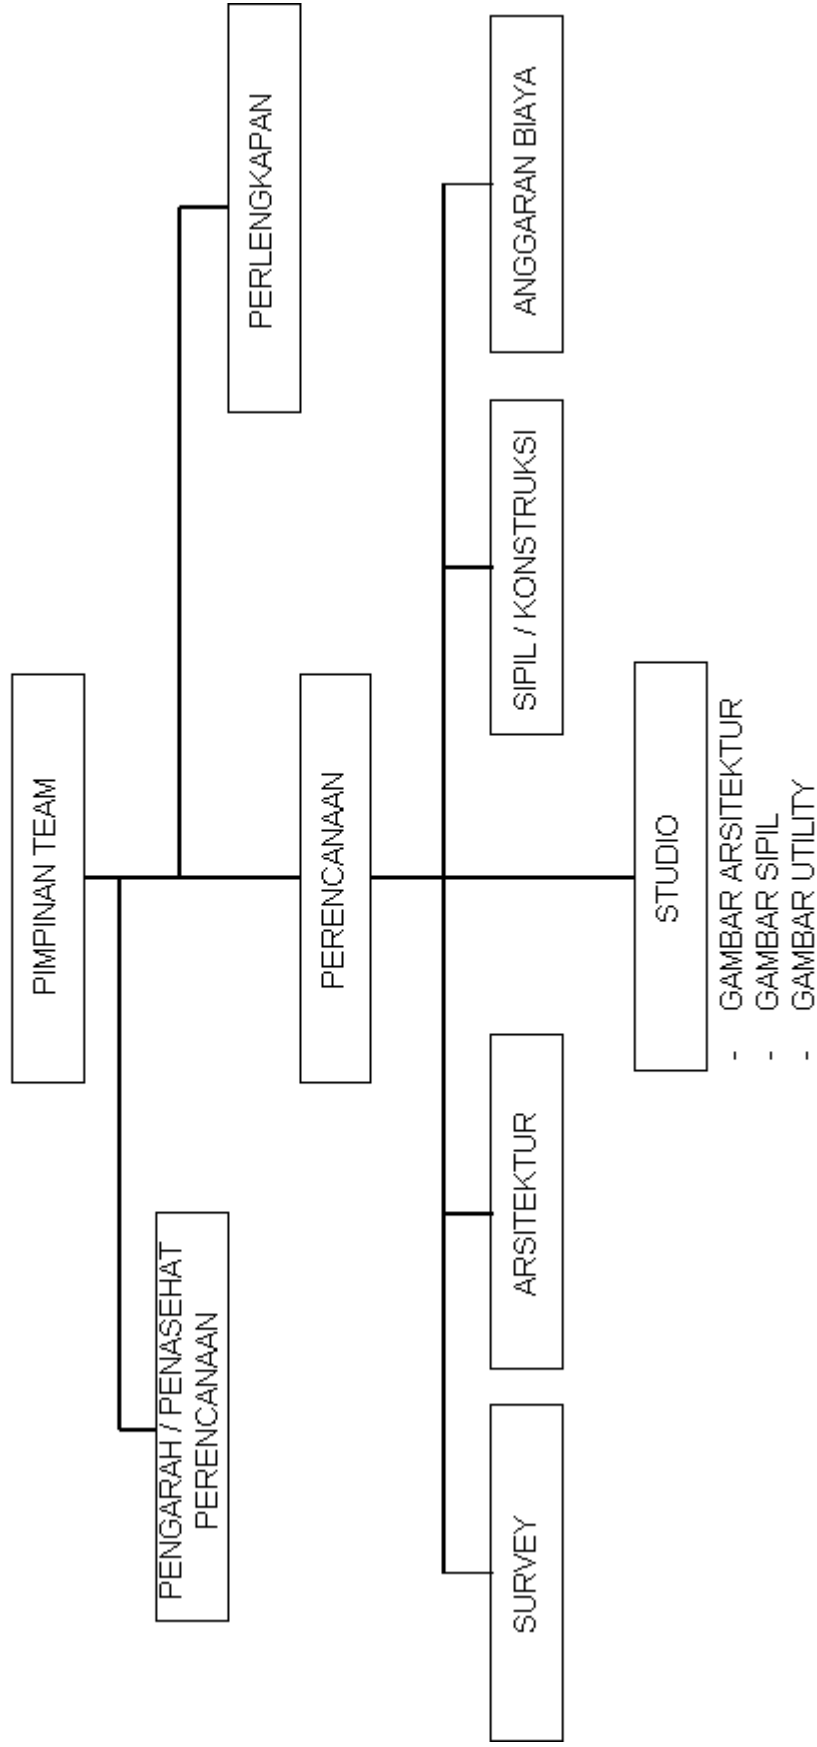 PIMPINAN TEAM
PENGARAH / PENASEHAT
PERENCANAAN
PERLENGKAPAN
PERENCANAAN
SURVEY
ARSITEKTUR
SIPIL / KONSTRUKSI
ANGGARAN BIAYA
STUDIO
- GAMBAR ARSITEKTUR
- GAMBAR SIPIL
- GAMBAR UTILITY